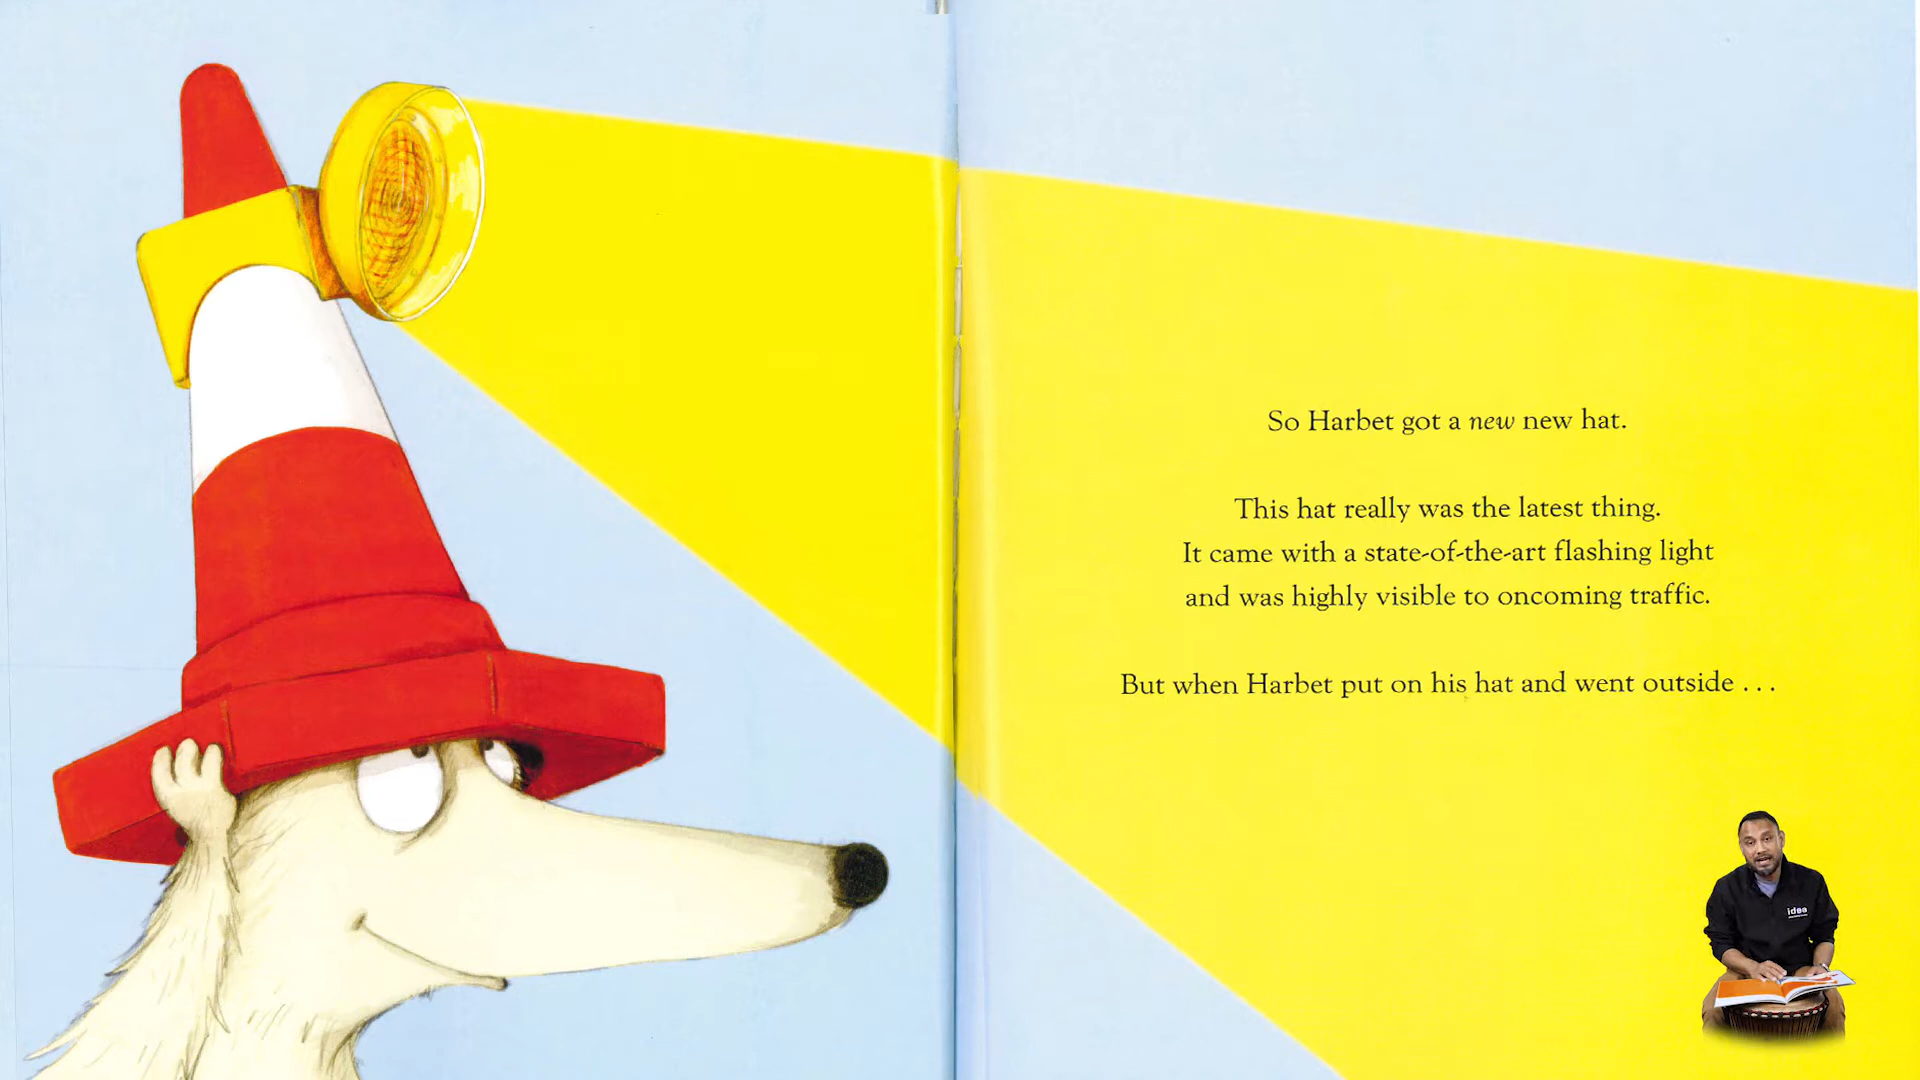 So Harbet got a new new hat.
This hat really was the latest thing.
It came with a state-of-the-art flashing light
and was highly visible to oncoming traffic.
But when Harbet put on his hat and went outside . . .
idea